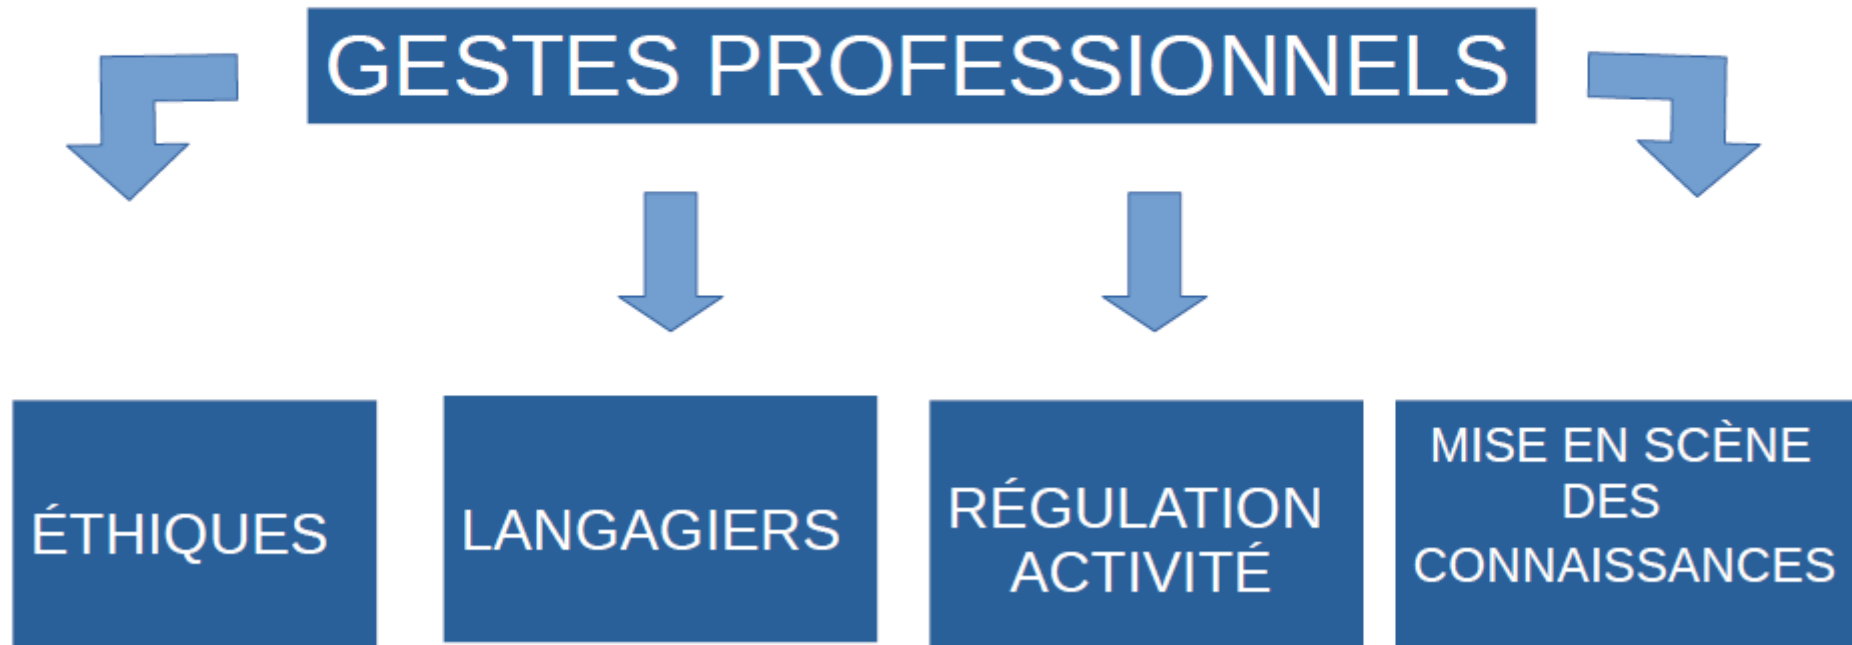 GESTES PROFESSIONNELS
ÉTHIQUES
LANGAGIERS
RÉGULATION
ACTIVITÉ
MISE EN SCÈNE
DES
CONNAISSANCES